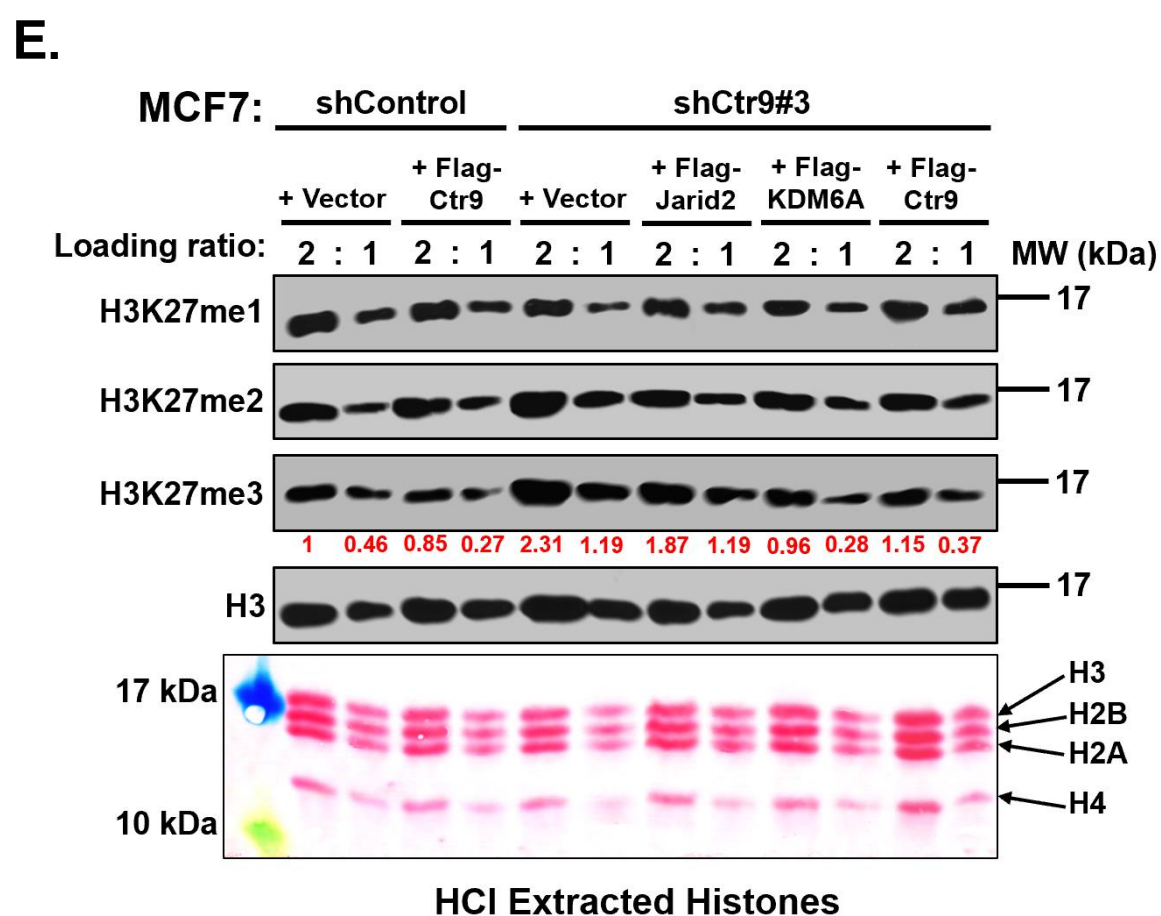 E.
MCF7: shControl shCtr9#3
+ Vector + Flag-Ctr9 + Vector + Flag-Jarid2 + Flag-KDM6A + Flag-Ctr9
Loading ratio: 2 : 1 2 : 1 2 : 1 2 : 1 2 : 1 2 : 1 MW (kDa)
H3K27me1 17
H3K27me2 17
H3K27me3 17
1 0.46 0.85 0.27 2.31 1.19 1.87 1.19 0.96 0.28 1.15 0.37
H3 17
17 kDa H3
H2B
H2A
10 kDa H4
HCl Extracted Histones